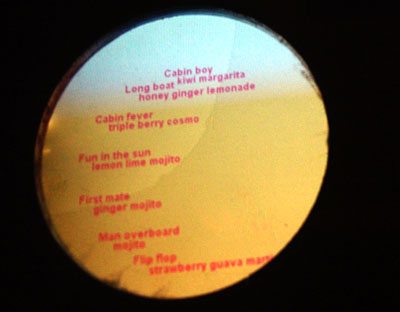 Cabin boy
kiwi margarita
Long boat
honey ginger lemonade
Cabin fever
triple berry cosmo
Fun in the sun
lemon lime mojito
First mate
ginger mojito
Man overboard
mojito
Flip flop
strawberry guava